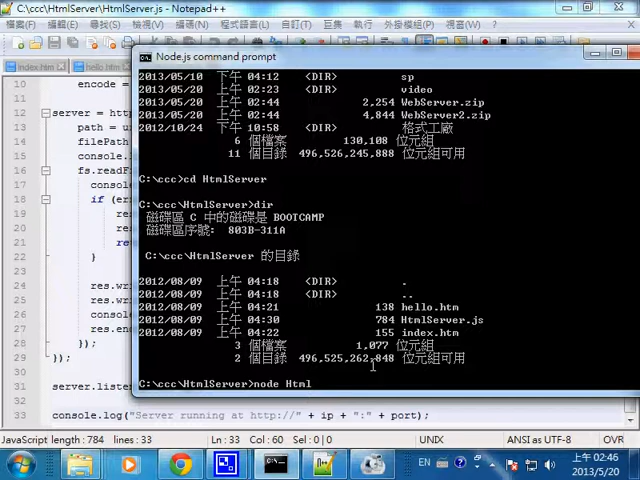 C:\ccc\HtmlServer\HtmlServer.js - Notepad++
檔案(F) 編輯(E) 尋找(S) 檢視(V) 編碼(N) 程式語言(L) 自訂(T) 巨集 執行 外掛模組(P) 視窗(W) ?
index.htm hello.htm
Node.js command prompt
2013/05/10 下午 04:12 <DIR> sp
2013/05/20 上午 02:23 <DIR> video
2013/05/20 上午 02:44 2,254 WebServer.zip
2013/05/20 上午 02:44 4,844 WebServer2.zip
2012/10/24 下午 10:58 <DIR> 格式工廠
6 個檔案 130,108 位元組
11 個目錄 496,526,245,888 位元組可用
C:\ccc>cd HtmlServer
C:\ccc\HtmlServer>dir
磁碟區 C 中的磁碟是 BOOTCAMP
磁碟區序號: 803B-311A
C:\ccc\HtmlServer 的目錄
2012/08/09 上午 04:18 <DIR> .
2012/08/09 上午 04:18 <DIR> ..
2012/08/09 上午 04:21 138 hello.htm
2012/08/09 上午 04:30 784 HtmlServer.js
2012/08/09 上午 04:22 155 index.htm
3 個檔案 1,077 位元組
2 個目錄 496,525,262,848 位元組可用
C:\ccc\HtmlServer>node Html
10 encode =
11
12 server = http
13 path = u
14 filePath
15 console.
16 fs.readF
17 conso
18 if (er
19 re
20 re
21 re
22 }
23
24 res.wr
25 cons
26 res.wr
27 res.en
28 });
29 });
30
31 server.listen
32
33 console.log("Server running at http://" + ip + ":" + port);
JavaScript length : 784 lines : 33 Ln : 33 Col : 60 Sel : 0 | 0 UNIX ANSI as UTF-8 OVR
EN
上午 02:46
2013/5/20